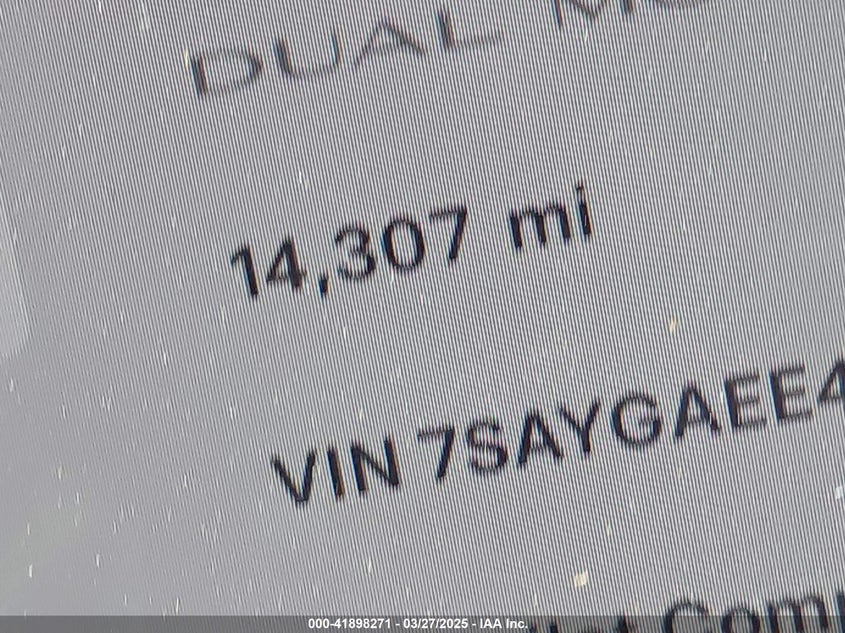 DUAL
14,307 mi
VIN 7SAYGAEE4
000-41898271 - 03/27/2025 - IAA Inc.